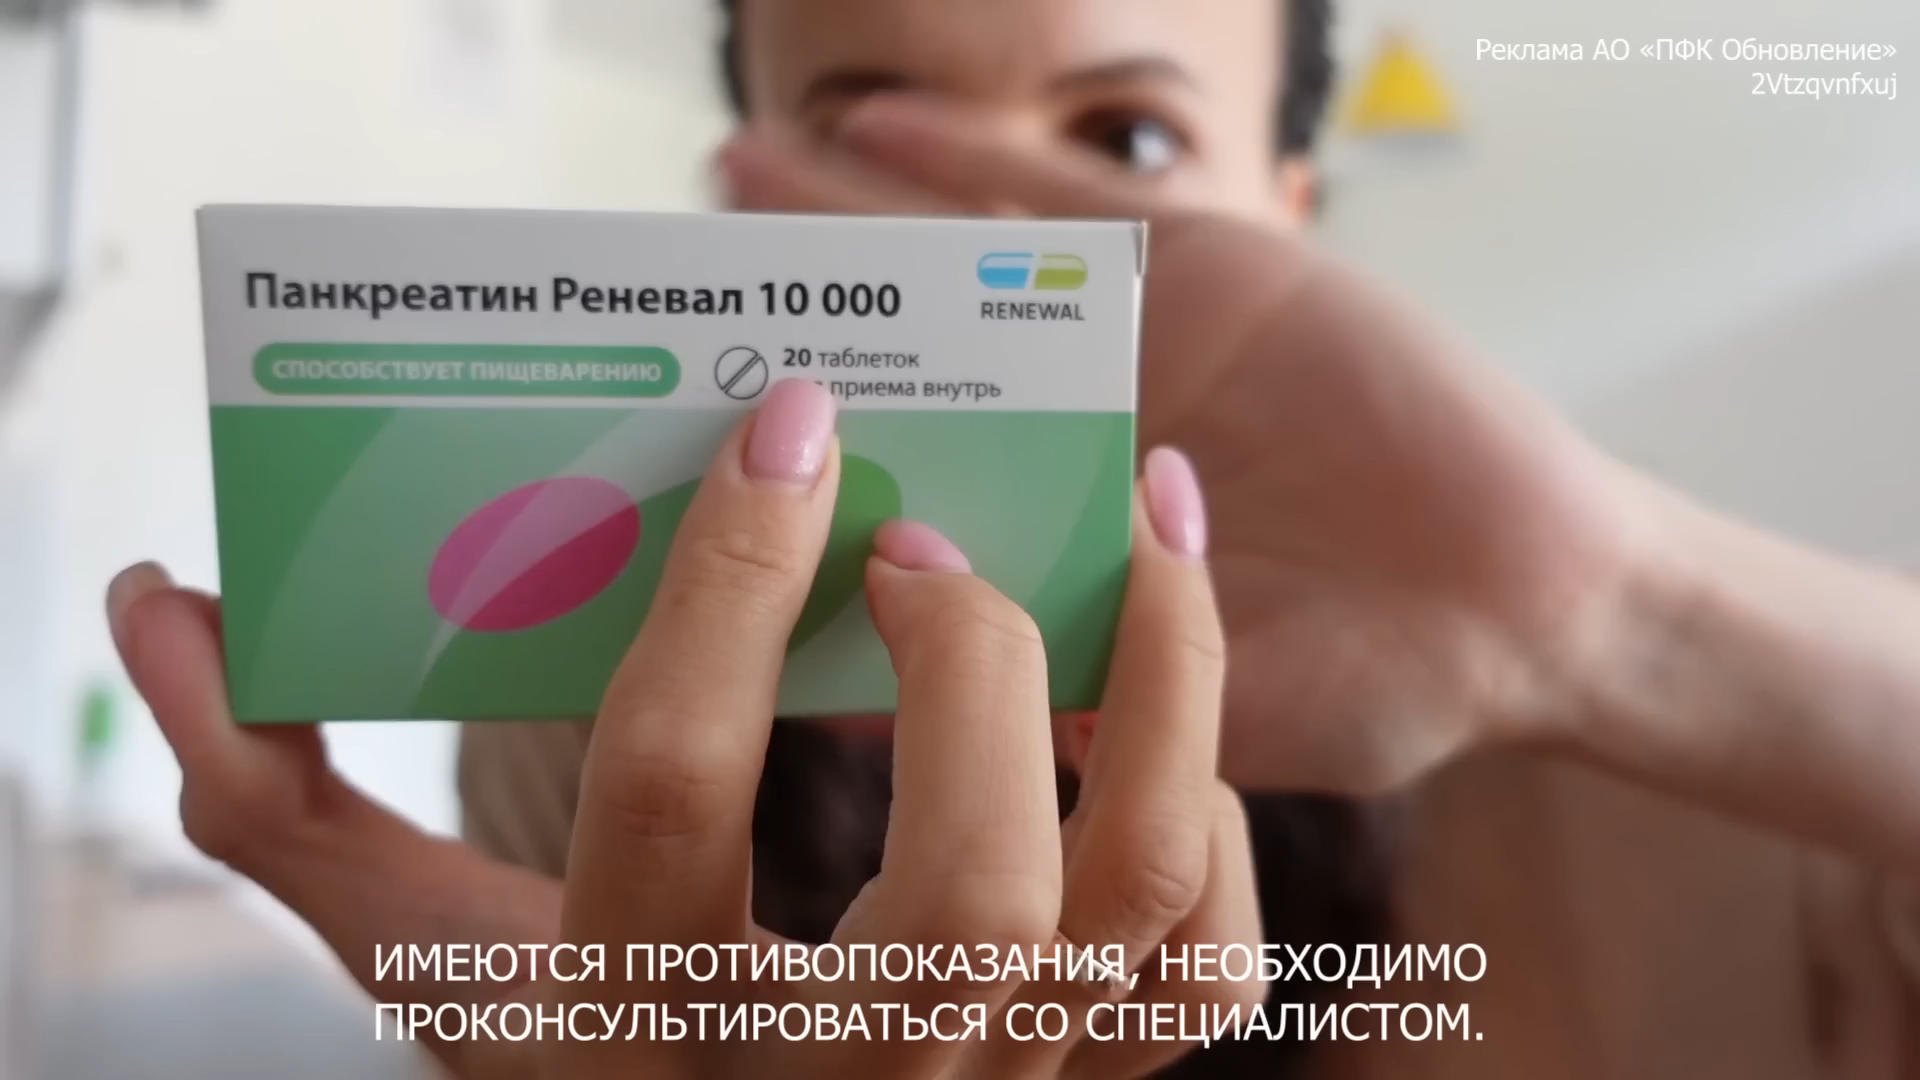 Реклама АО «ПФК Обновление»
2Vtzqvnfxuj
Панкреатин Реневал 10 000
RENEWAL
СПОСОБСТВУЕТ ПИЩЕВАРЕНИЮ
20 таблеток
приема внутрь
ИМЕЮТСЯ ПРОТИВОПОКАЗАНИЯ, НЕОБХОДИМО
ПРОКОНСУЛЬТИРОВАТЬСЯ СО СПЕЦИАЛИСТОМ.